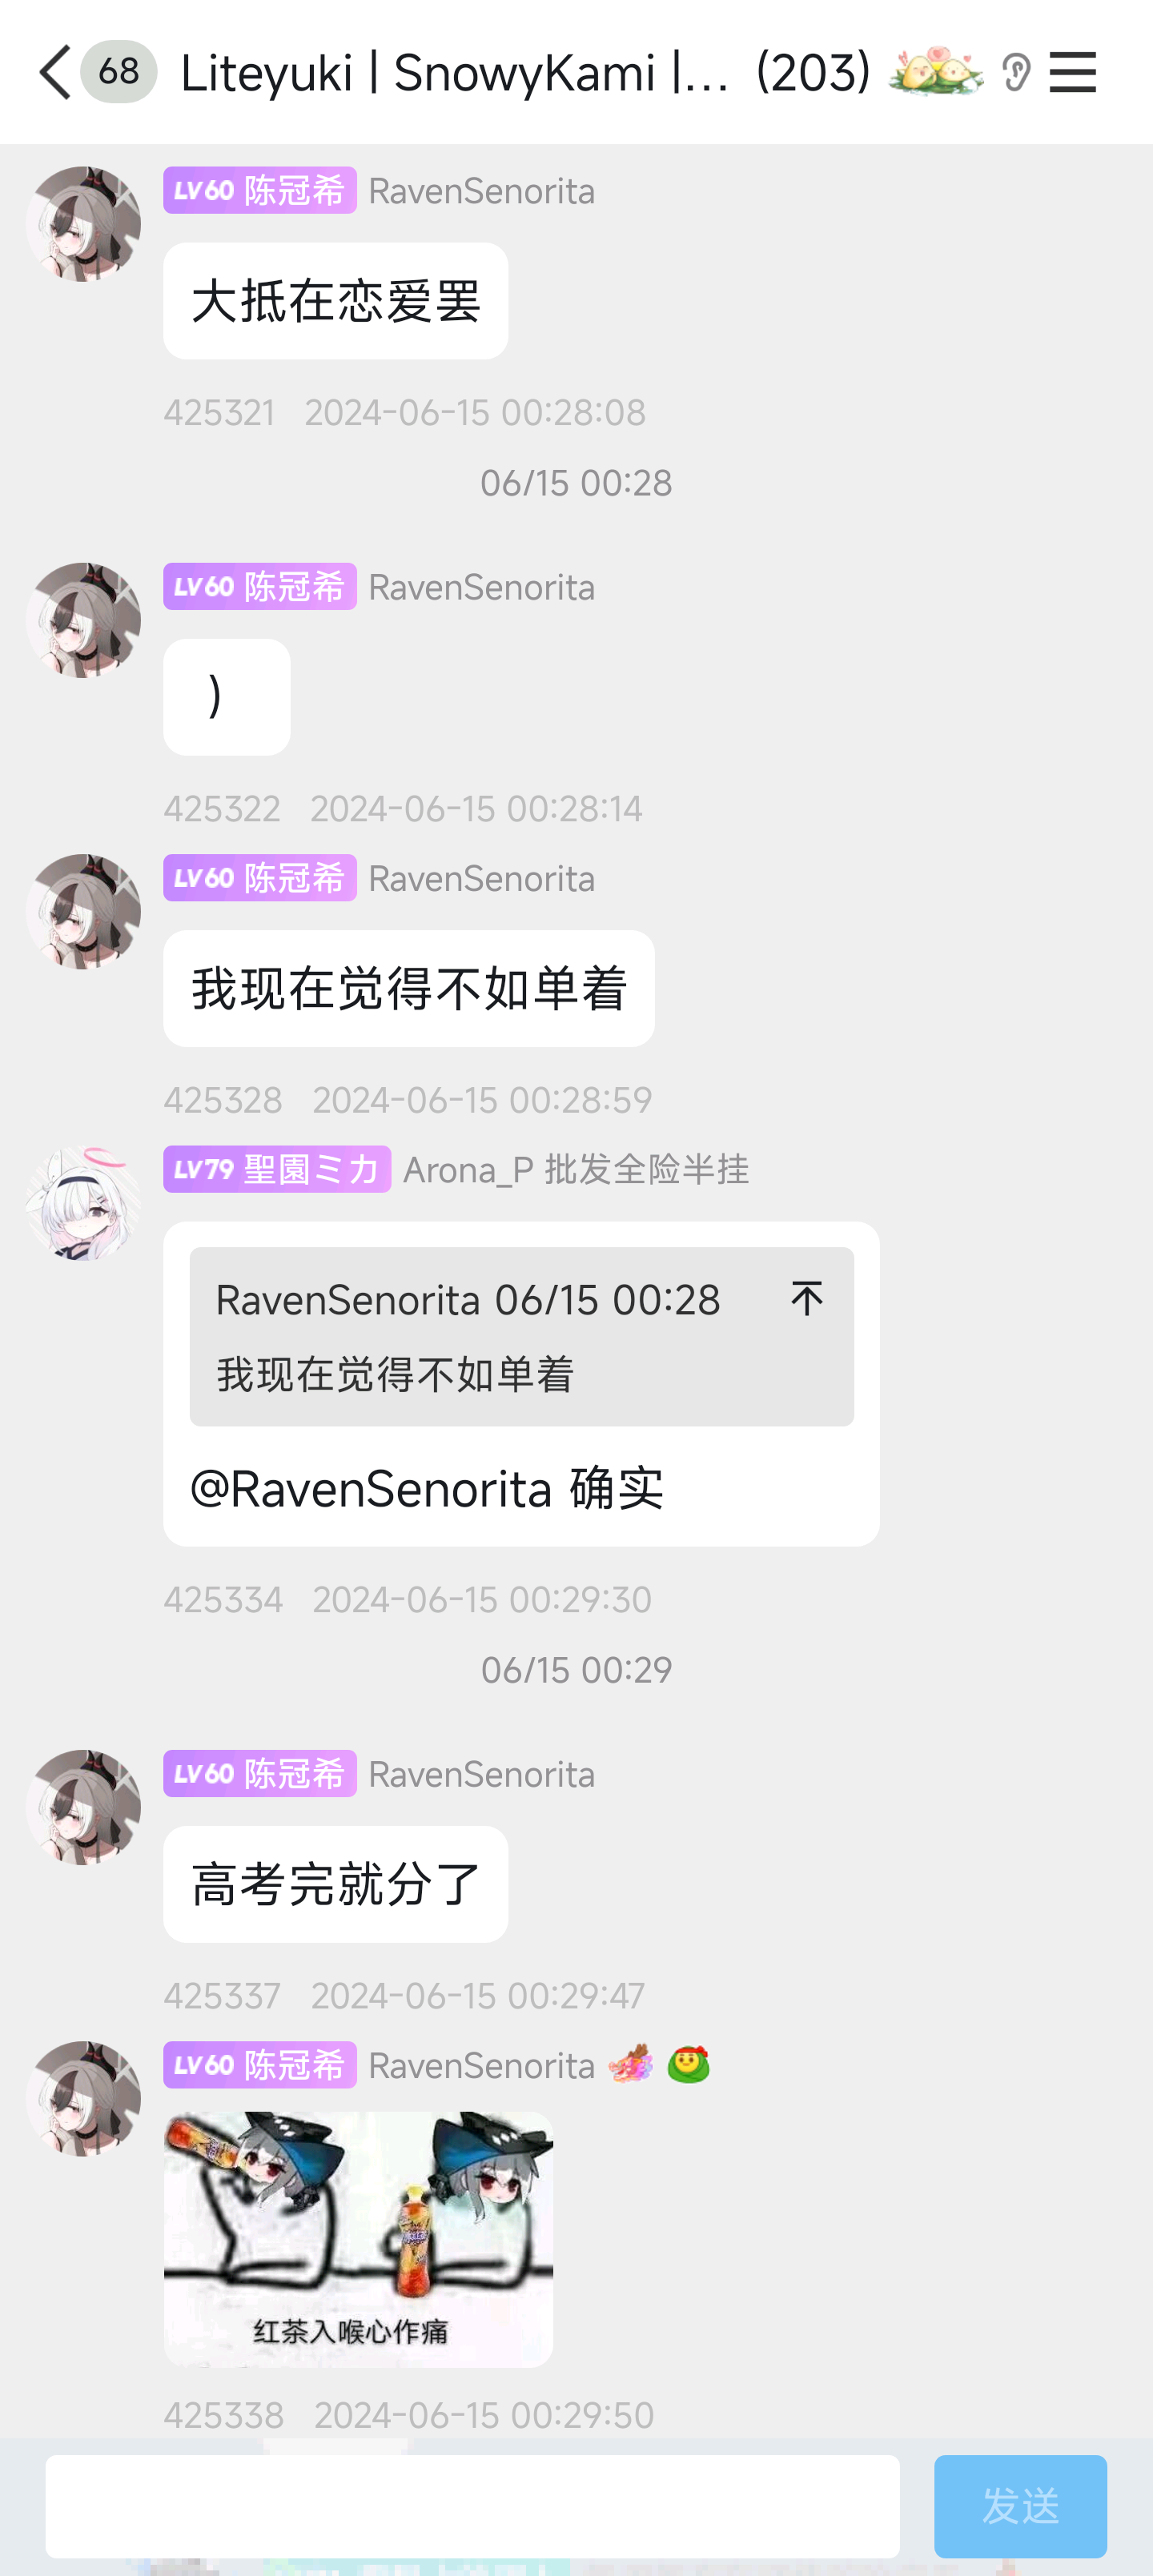 68 Liteyuki | SnowyKami |... (203)
LV60 陈冠希 RavenSenorita
大抵在恋爱罢
425321 2024-06-15 00:28:08
06/15 00:28
LV60 陈冠希 RavenSenorita
）
425322 2024-06-15 00:28:14
LV60 陈冠希 RavenSenorita
我现在觉得不如单着
425328 2024-06-15 00:28:59
LV79 聖園ミカ Arona_P 批发全险半挂
RavenSenorita 06/15 00:28
我现在觉得不如单着
@RavenSenorita 确实
425334 2024-06-15 00:29:30
06/15 00:29
LV60 陈冠希 RavenSenorita
高考完就分了
425337 2024-06-15 00:29:47
LV60 陈冠希 RavenSenorita
红茶入喉心作痛
425338 2024-06-15 00:29:50
发送